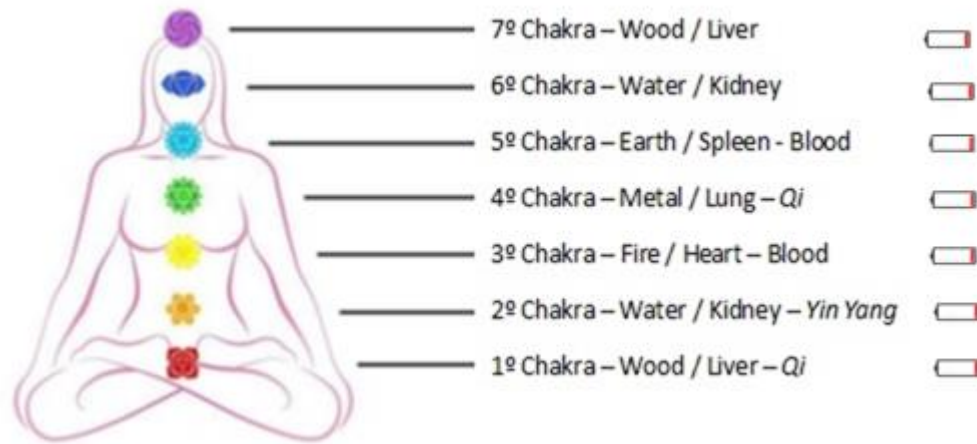 7º Chakra – Wood / Liver
6º Chakra – Water / Kidney
5º Chakra – Earth / Spleen - Blood
4º Chakra – Metal / Lung – Qi
3º Chakra – Fire / Heart – Blood
2º Chakra – Water / Kidney – Yin Yang
1º Chakra – Wood / Liver – Qi